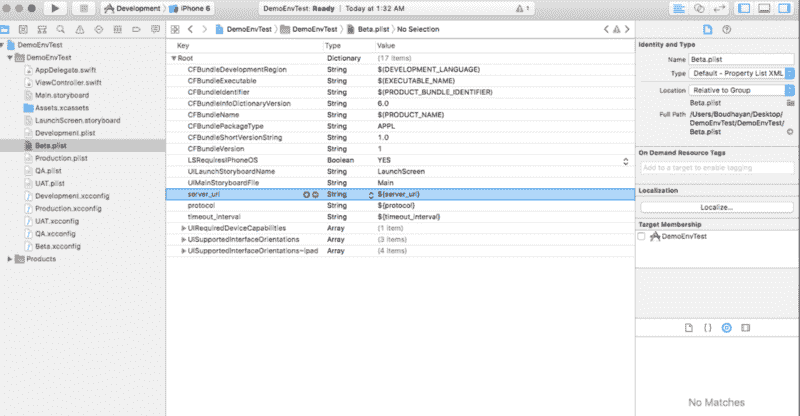 Development
iPhone 6
DemoEnvTest: Ready | Today at 1:32 AM
1
DemoEnvTest
DemoEnvTest
AppDelegate.swift
ViewController.swift
Main.storyboard
Assets.xcassets
LaunchScreen.storyboard
Development.plist
Beta.plist
Production.plist
QA.plist
UAT.plist
Development.xcconfig
Production.xcconfig
UAT.xcconfig
QA.xcconfig
Beta.xcconfig
Products
DemoEnvTest DemoEnvTest Beta.plist No Selection
Key Type Value
Root Dictionary (17 items)
CFBundleDevelopmentRegion String $(DEVELOPMENT_LANGUAGE)
CFBundleExecutable String $(EXECUTABLE_NAME)
CFBundleIdentifier String $(PRODUCT_BUNDLE_IDENTIFIER)
CFBundleInfoDictionaryVersion String 6.0
CFBundleName String $(PRODUCT_NAME)
CFBundlePackageType String APPL
CFBundleShortVersionString String 1.0
CFBundleVersion String 1
LSRequiresIPhoneOS Boolean YES
UILaunchStoryboardName String LaunchScreen
UIMainStoryboardFile String Main
server_url String ${server_url}
protocol String ${protocol}
timeout_interval String ${timeout_interval}
UIRequiredDeviceCapabilities Array (1 item)
UISupportedInterfaceOrientations Array (3 items)
UISupportedInterfaceOrientations~ipad Array (4 items)
Identity and Type
Name Beta.plist
Type Default - Property List XML
Location Relative to Group
Beta.plist
Full Path /Users/Boudhayan/Desktop/
DemoEnvTest/DemoEnvTest/
Beta.plist
On Demand Resource Tags
Add to a target to enable tagging
Localization
Localize...
Target Membership
DemoEnvTest
No Matches